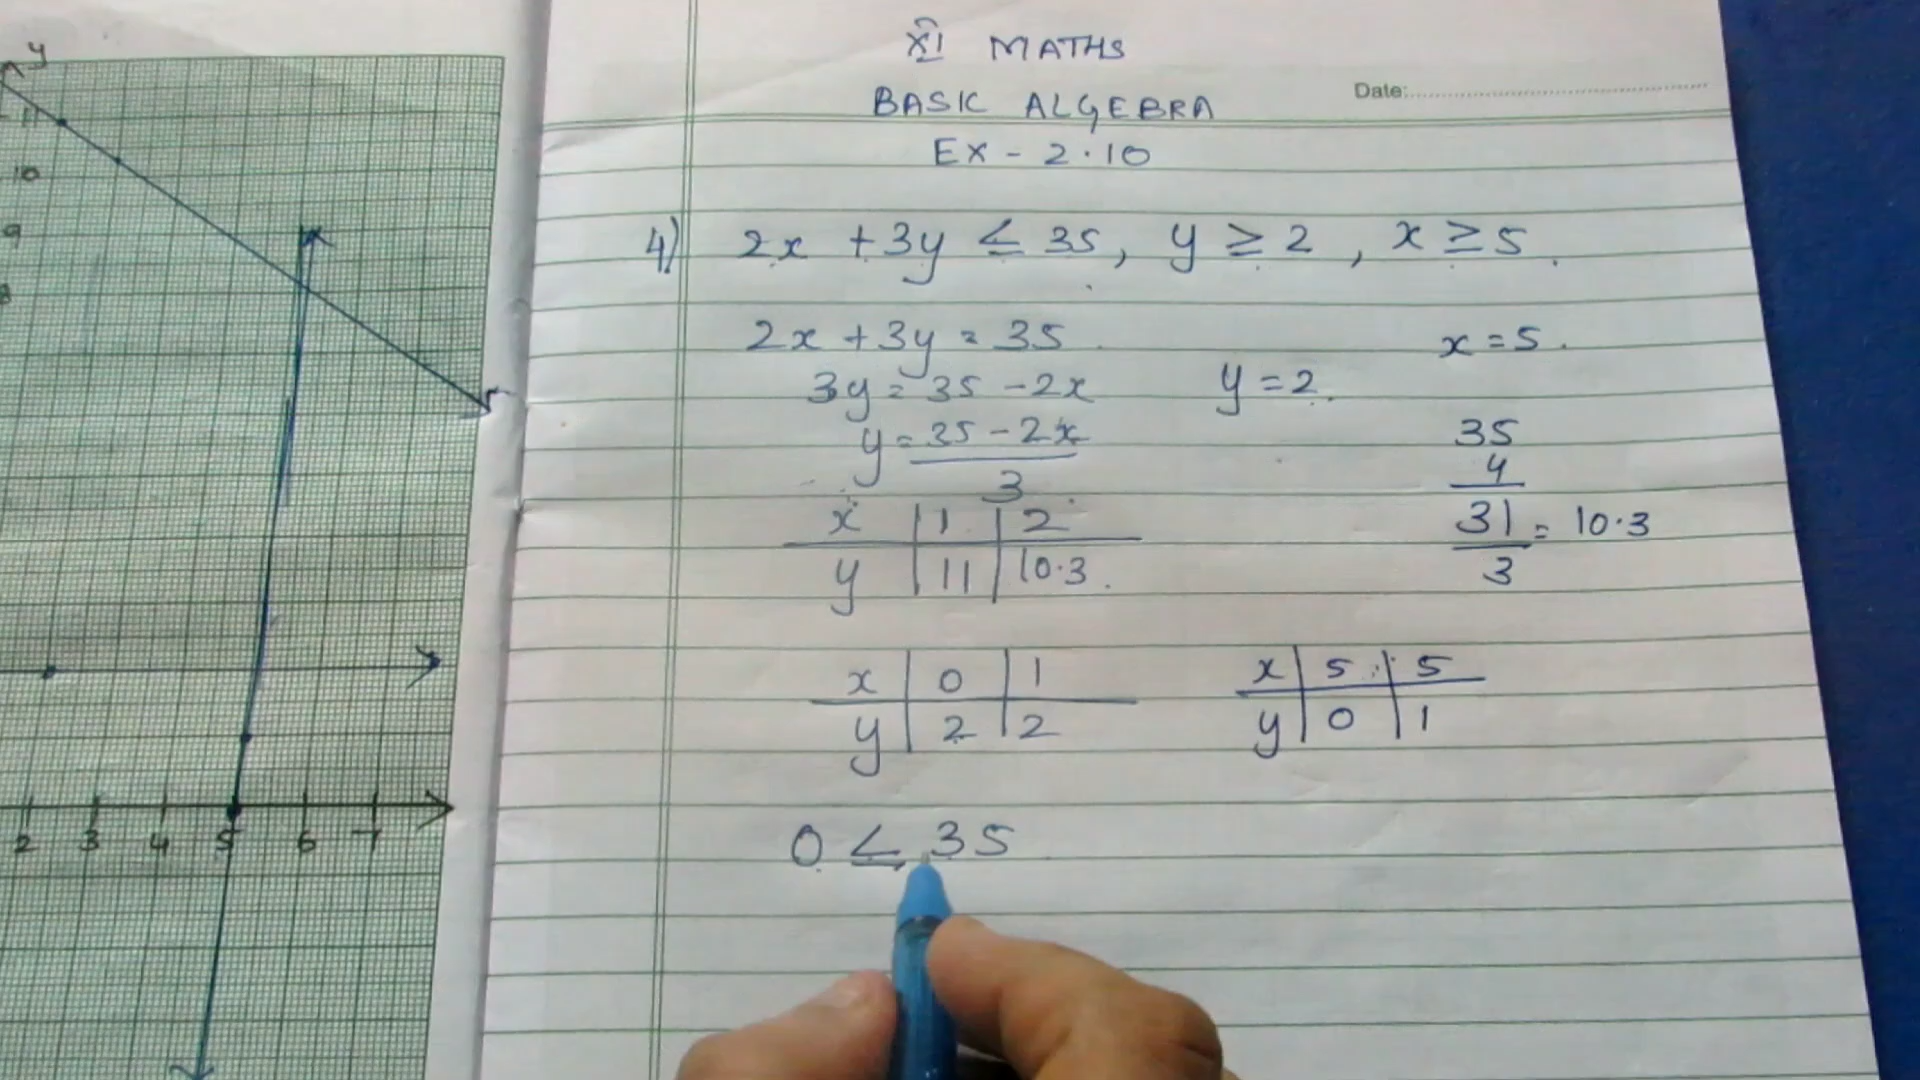 XI MATHS
Date:
BASIC ALGEBRA
EX - 2.10
4) 2x + 3y ≤ 35, y ≥ 2, x ≥ 5.
2x + 3y = 35
x = 5.
3y = 35 - 2x
y = 2.
y = 35 - 2x
3
35
4
31 = 10.3
3
x | 1 | 2
y | 11 | 10.3
x | 0 | 1
y | 2 | 2
x | 5 | 5
y | 0 | 1
0 ≤ 35
y
11
10
9
8
2 3 4 5 6 7